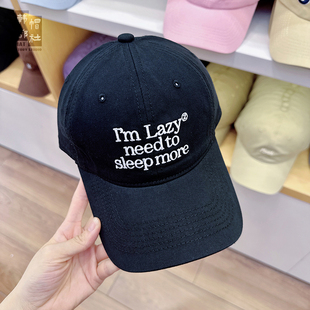 I'm Lazy
need to
sleep more